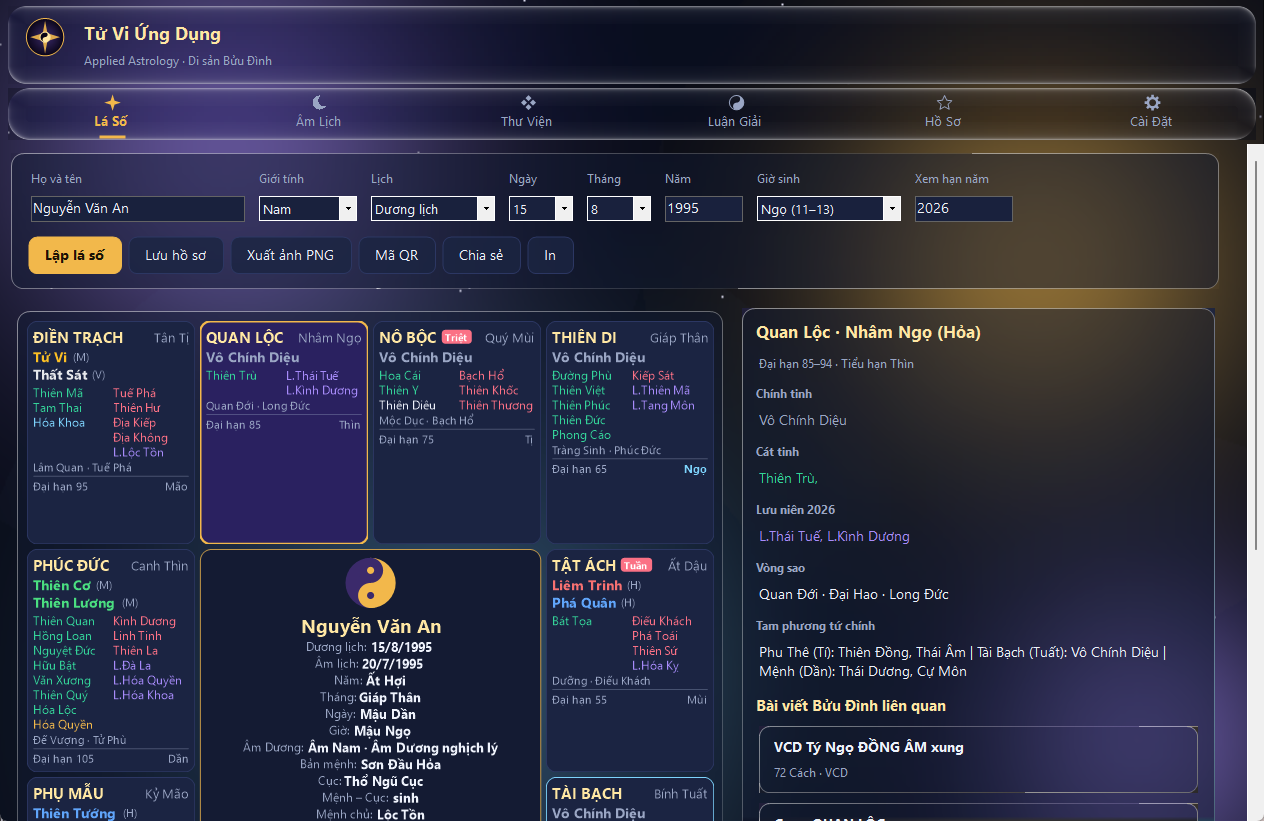 Tử Vi Ứng Dụng
Applied Astrology · Di sản Bửu Đình
Lá Số
Âm Lịch
Thư Viện
Luận Giải
Hồ Sơ
Cài Đặt
Họ và tên
Giới tính
Lịch
Ngày
Tháng
Năm
Giờ sinh
Xem hạn năm
Nguyễn Văn An
Nam
Dương lịch
15
8
1995
Ngọ (11–13)
2026
Lập lá số
Lưu hồ sơ
Xuất ảnh PNG
Mã QR
Chia sẻ
In
ĐIỀN TRẠCH Tân Tị
Tử Vi (M)
Thất Sát (V)
Thiên Mã Tuế Phá
Tam Thai Thiên Hư
Hóa Khoa Địa Kiếp
Địa Không
L.Lộc Tồn
Lâm Quan · Tuế Phá
Đại hạn 95 Mão
QUAN LỘC Nhâm Ngọ
Vô Chính Diệu
Thiên Trù L.Thái Tuế
L.Kình Dương
Quan Đới · Long Đức
Đại hạn 85 Thìn
NÔ BỘC Triệt Quý Mùi
Vô Chính Diệu
Hoa Cái Bạch Hổ
Thiên Y Thiên Khốc
Thiên Diêu Thiên Thương
Mộc Dục · Bạch Hổ
Đại hạn 75 Tị
THIÊN DI Giáp Thân
Vô Chính Diệu
Đường Phù Kiếp Sát
Thiên Việt L.Thiên Mã
Thiên Phúc L.Tang Môn
Thiên Đức
Phong Cáo
Tràng Sinh · Phúc Đức
Đại hạn 65 Ngọ
PHÚC ĐỨC Canh Thìn
Thiên Cơ (M)
Thiên Lương (M)
Thiên Quan Kình Dương
Hồng Loan Linh Tinh
Nguyệt Đức Thiên La
Hữu Bật L.Đà La
Văn Xương L.Hóa Quyền
Thiên Quý L.Hóa Khoa
Hóa Lộc
Hóa Quyền
Đế Vượng · Tử Phù
Đại hạn 105 Dần
Nguyễn Văn An
Dương lịch: 15/8/1995
Âm lịch: 20/7/1995
Năm: Ất Hợi
Tháng: Giáp Thân
Ngày: Mậu Dần
Giờ: Mậu Ngọ
Âm Dương: Âm Nam · Âm Dương nghịch lý
Bản mệnh: Sơn Đầu Hỏa
Cục: Thổ Ngũ Cục
Mệnh – Cục: sinh
Mệnh chủ: Lộc Tồn
TẬT ÁCH Tuần Ất Dậu
Liêm Trinh (H)
Phá Quân (H)
Bát Tọa Điếu Khách
Phá Toái
Thiên Sứ
L.Hóa Kỵ
Dưỡng · Điếu Khách
Đại hạn 55 Mùi
PHỤ MẪU Kỷ Mão
Thiên Tướng (H)
TÀI BẠCH Bính Tuất
Vô Chính Diệu
Quan Lộc · Nhâm Ngọ (Hỏa)
Đại hạn 85–94 · Tiểu hạn Thìn
Chính tinh
Vô Chính Diệu
Cát tinh
Thiên Trù,
Lưu niên 2026
L.Thái Tuế, L.Kình Dương
Vòng sao
Quan Đới · Đại Hao · Long Đức
Tam phương tứ chính
Phu Thê (Tí): Thiên Đồng, Thái Âm | Tài Bạch (Tuất): Vô Chính Diệu |
Mệnh (Dần): Thái Dương, Cự Môn
Bài viết Bửu Đình liên quan
VCD Tý Ngọ ĐỒNG ÂM xung
72 Cách · VCD